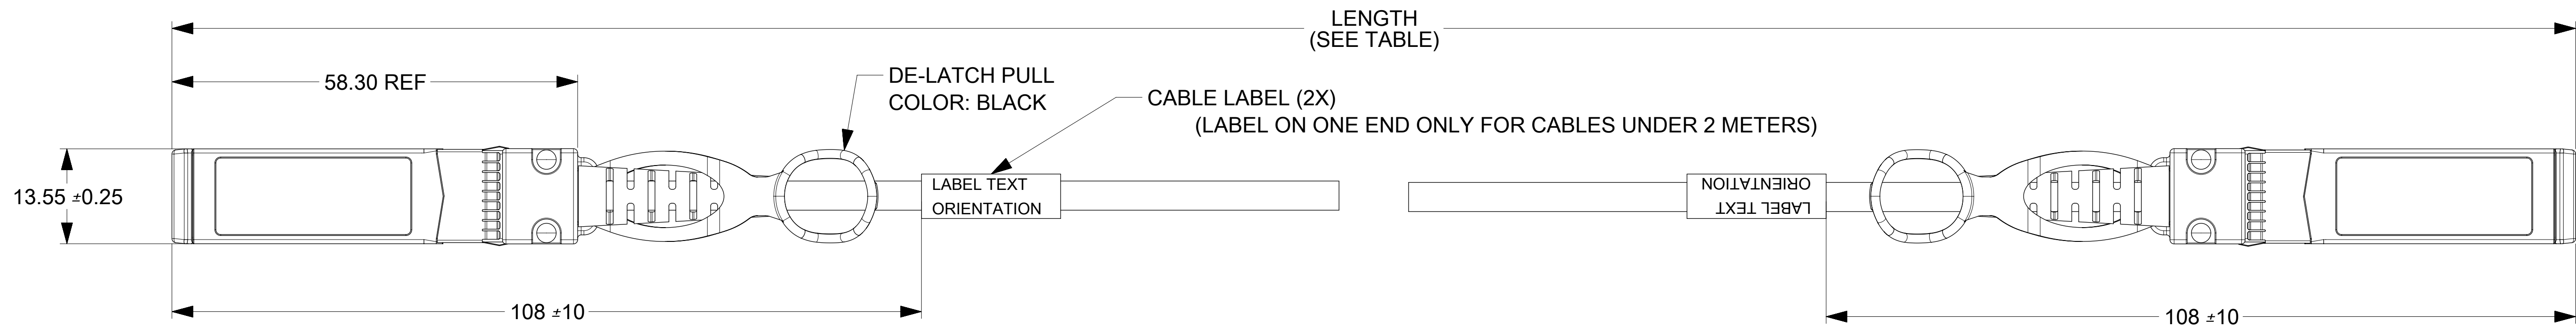 LENGTH
(SEE TABLE)
58.30 REF
DE-LATCH PULL
COLOR: BLACK
CABLE LABEL (2X)
(LABEL ON ONE END ONLY FOR CABLES UNDER 2 METERS)
13.55 ±0.25
LABEL TEXT
ORIENTATION
LABEL TEXT
ORIENTATION
108 ±10
108 ±10